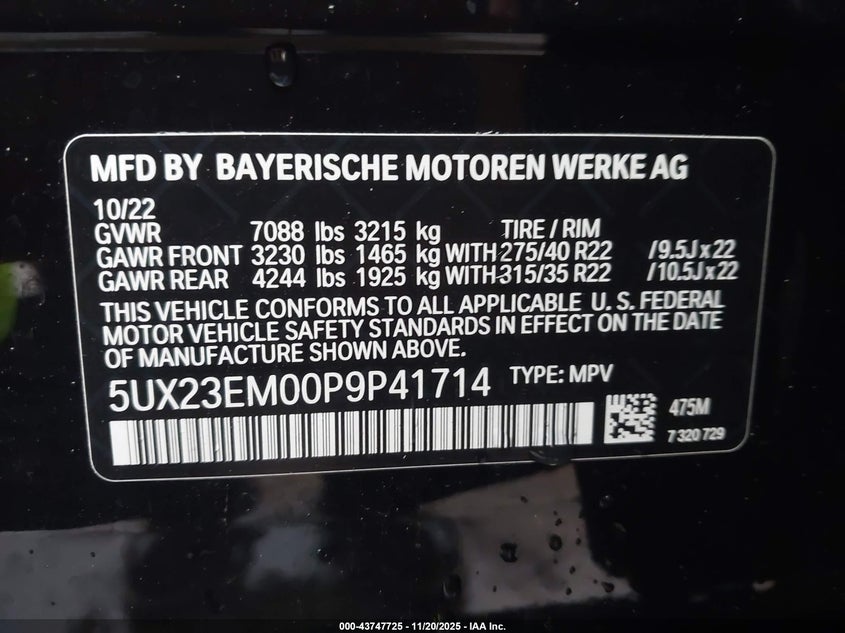 MFD BY BAYERISCHE MOTOREN WERKE AG
10/22
GVWR 7088 lbs 3215 kg TIRE / RIM
GAWR FRONT 3230 lbs 1465 kg WITH 275/40 R22 /9.5J x 22
GAWR REAR 4244 lbs 1925 kg WITH 315/35 R22 /10.5J x 22
THIS VEHICLE CONFORMS TO ALL APPLICABLE U. S. FEDERAL
MOTOR VEHICLE SAFETY STANDARDS IN EFFECT ON THE DATE
OF MANUFACTURE SHOWN ABOVE.
5UX23EM00P9P41714 TYPE: MPV
475M
7 320 729
000-43747725 - 11/20/2025 - IAA Inc.